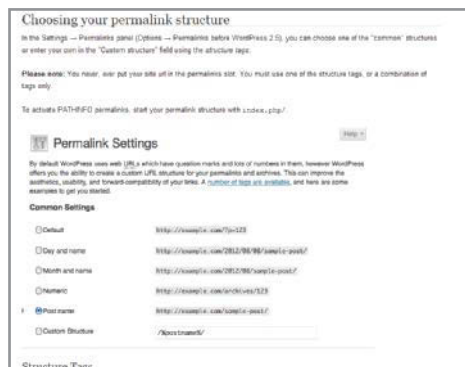 Choosing your permalink structure
In the Settings → Permalinks panel (Options → Permalinks before WordPress 2.5), you can choose one of the "common" structures
or enter your own in the "Custom structure" field using the structure tags.
Please note: You never, ever put your site url in the permalinks slot. You must use one of the structure tags, or a combination of
tags only.
To activate PATHINFO permalinks, start your permalink structure with index.php/.
Help
Permalink Settings
By default WordPress uses web URLs which have question marks and lots of numbers in them, however WordPress
offers you the ability to create a custom URL structure for your permalinks and archives. This can improve the
aesthetics, usability, and forward-compatibility of your links. A number of tags are available, and here are some
examples to get you started.
Common Settings
Default http://example.com/?p=123
Day and name http://example.com/2012/08/08/sample-post/
Month and name http://example.com/2012/08/sample-post/
Numeric http://example.com/archives/123
Post name http://example.com/sample-post/
Custom Structure /%postname%/
Structure Tags